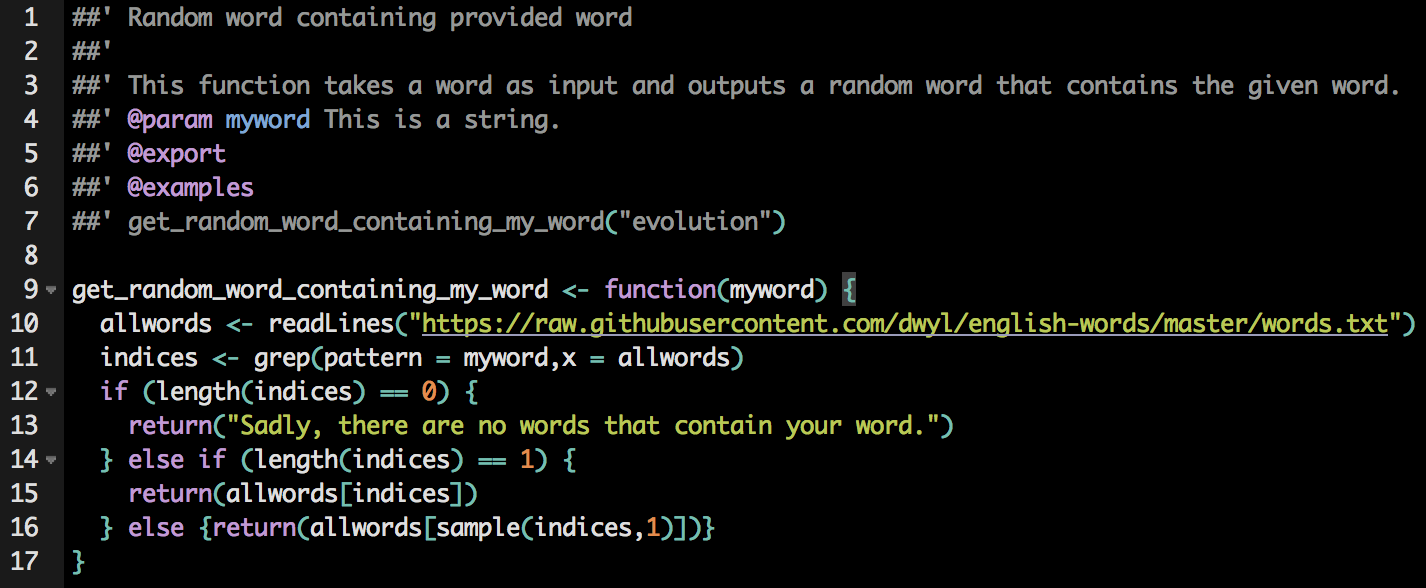 1 ##' Random word containing provided word
2 ##'
3 ##' This function takes a word as input and outputs a random word that contains the given word.
4 ##' @param myword This is a string.
5 ##' @export
6 ##' @examples
7 ##' get_random_word_containing_my_word("evolution")
8
9 get_random_word_containing_my_word <- function(myword) {
10   allwords <- readLines("https://raw.githubusercontent.com/dwyl/english-words/master/words.txt")
11   indices <- grep(pattern = myword,x = allwords)
12   if (length(indices) == 0) {
13     return("Sadly, there are no words that contain your word.")
14   } else if (length(indices) == 1) {
15     return(allwords[indices])
16   } else {return(allwords[sample(indices,1)])}
17 }